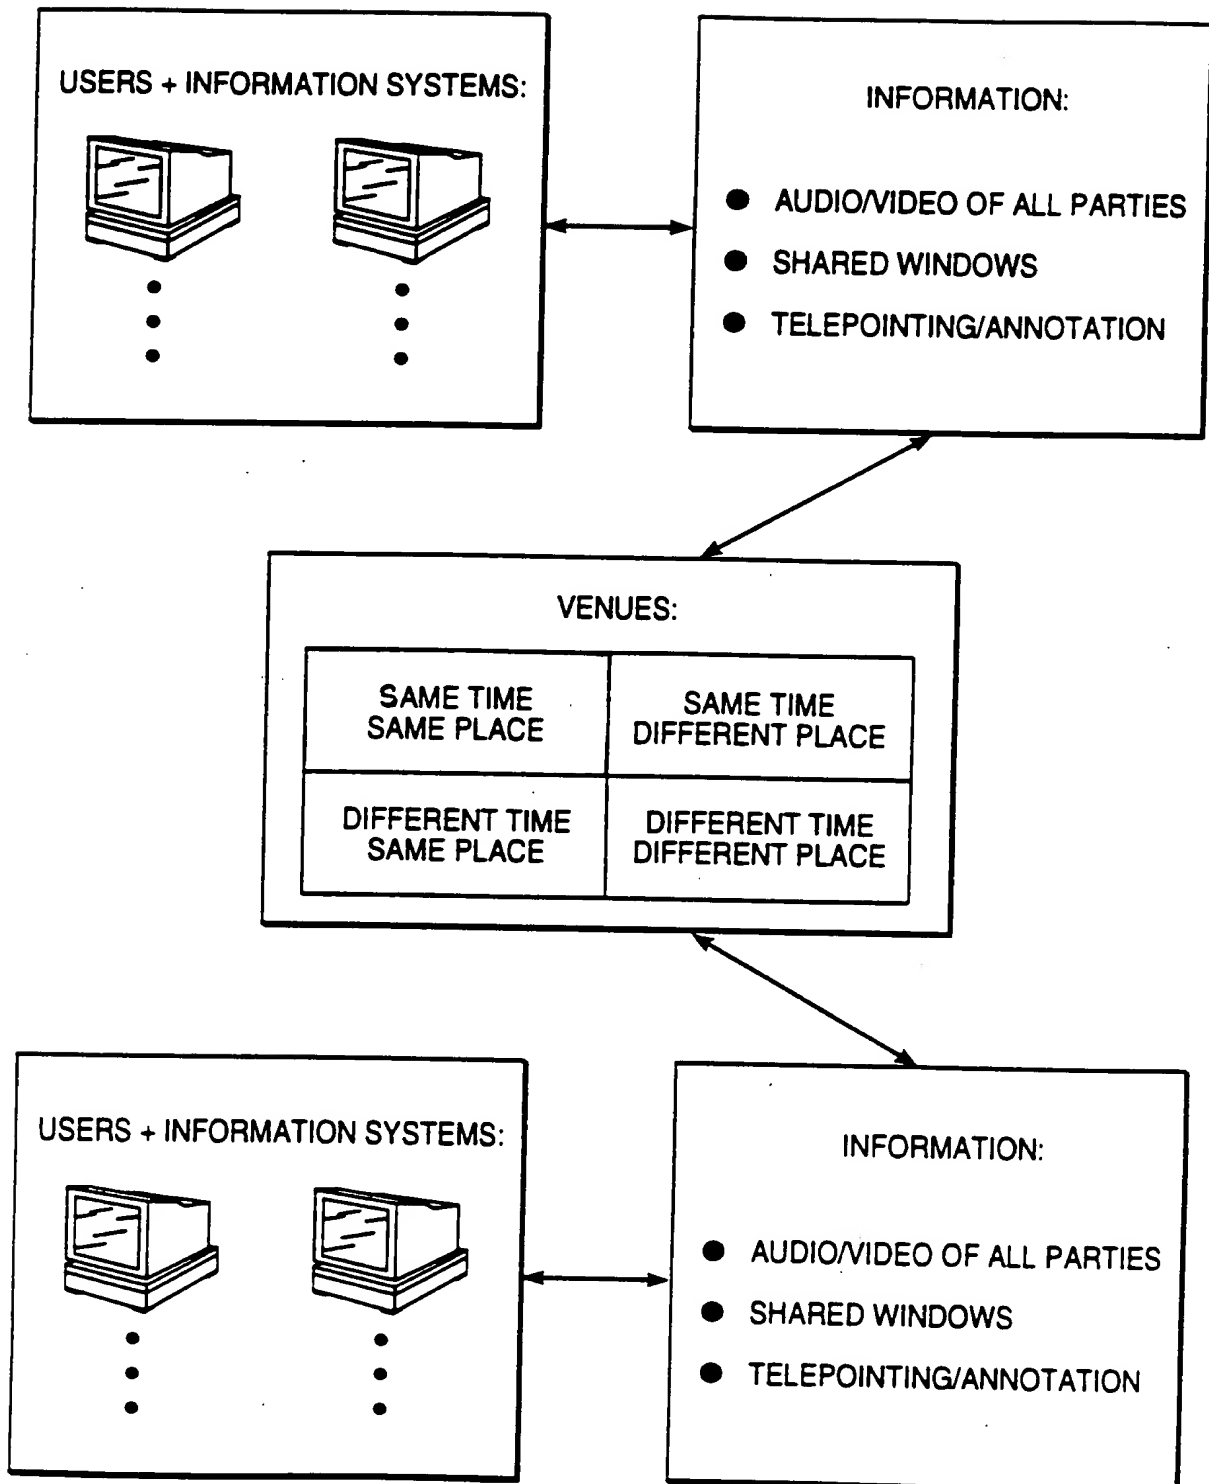 USERS + INFORMATION SYSTEMS:
INFORMATION:
● AUDIO/VIDEO OF ALL PARTIES
● SHARED WINDOWS
● TELEPOINTING/ANNOTATION
VENUES:
SAME TIME
SAME PLACE
SAME TIME
DIFFERENT PLACE
DIFFERENT TIME
SAME PLACE
DIFFERENT TIME
DIFFERENT PLACE
USERS + INFORMATION SYSTEMS:
INFORMATION:
● AUDIO/VIDEO OF ALL PARTIES
● SHARED WINDOWS
● TELEPOINTING/ANNOTATION